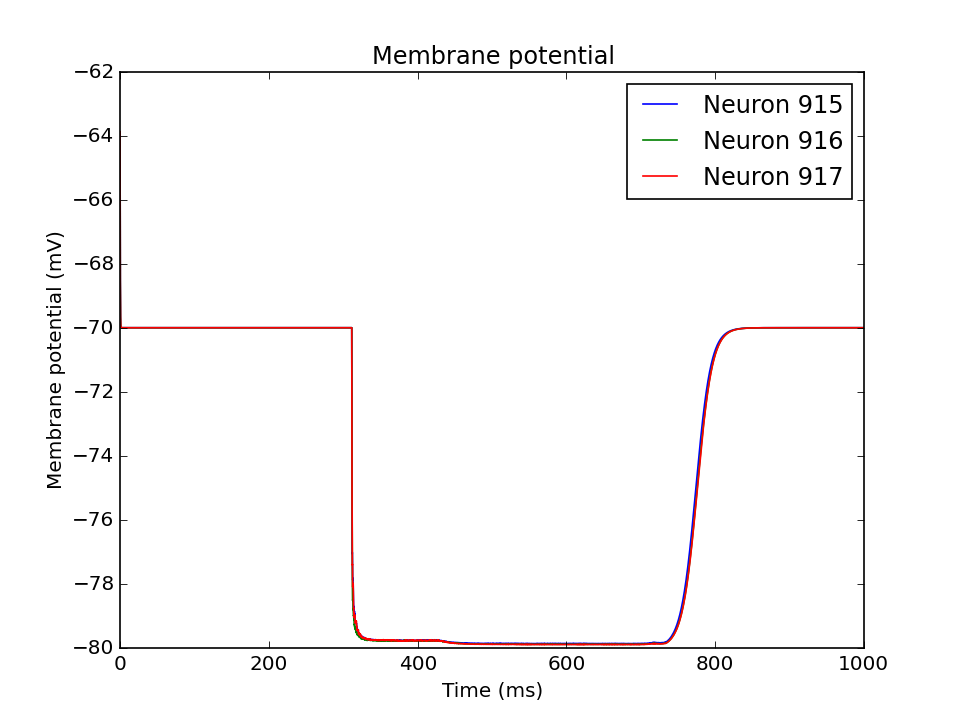 Membrane potential
Neuron 915
Neuron 916
Neuron 917
Membrane potential (mV)
−62
−64
−66
−68
−70
−72
−74
−76
−78
−80
0 200 400 600 800 1000
Time (ms)